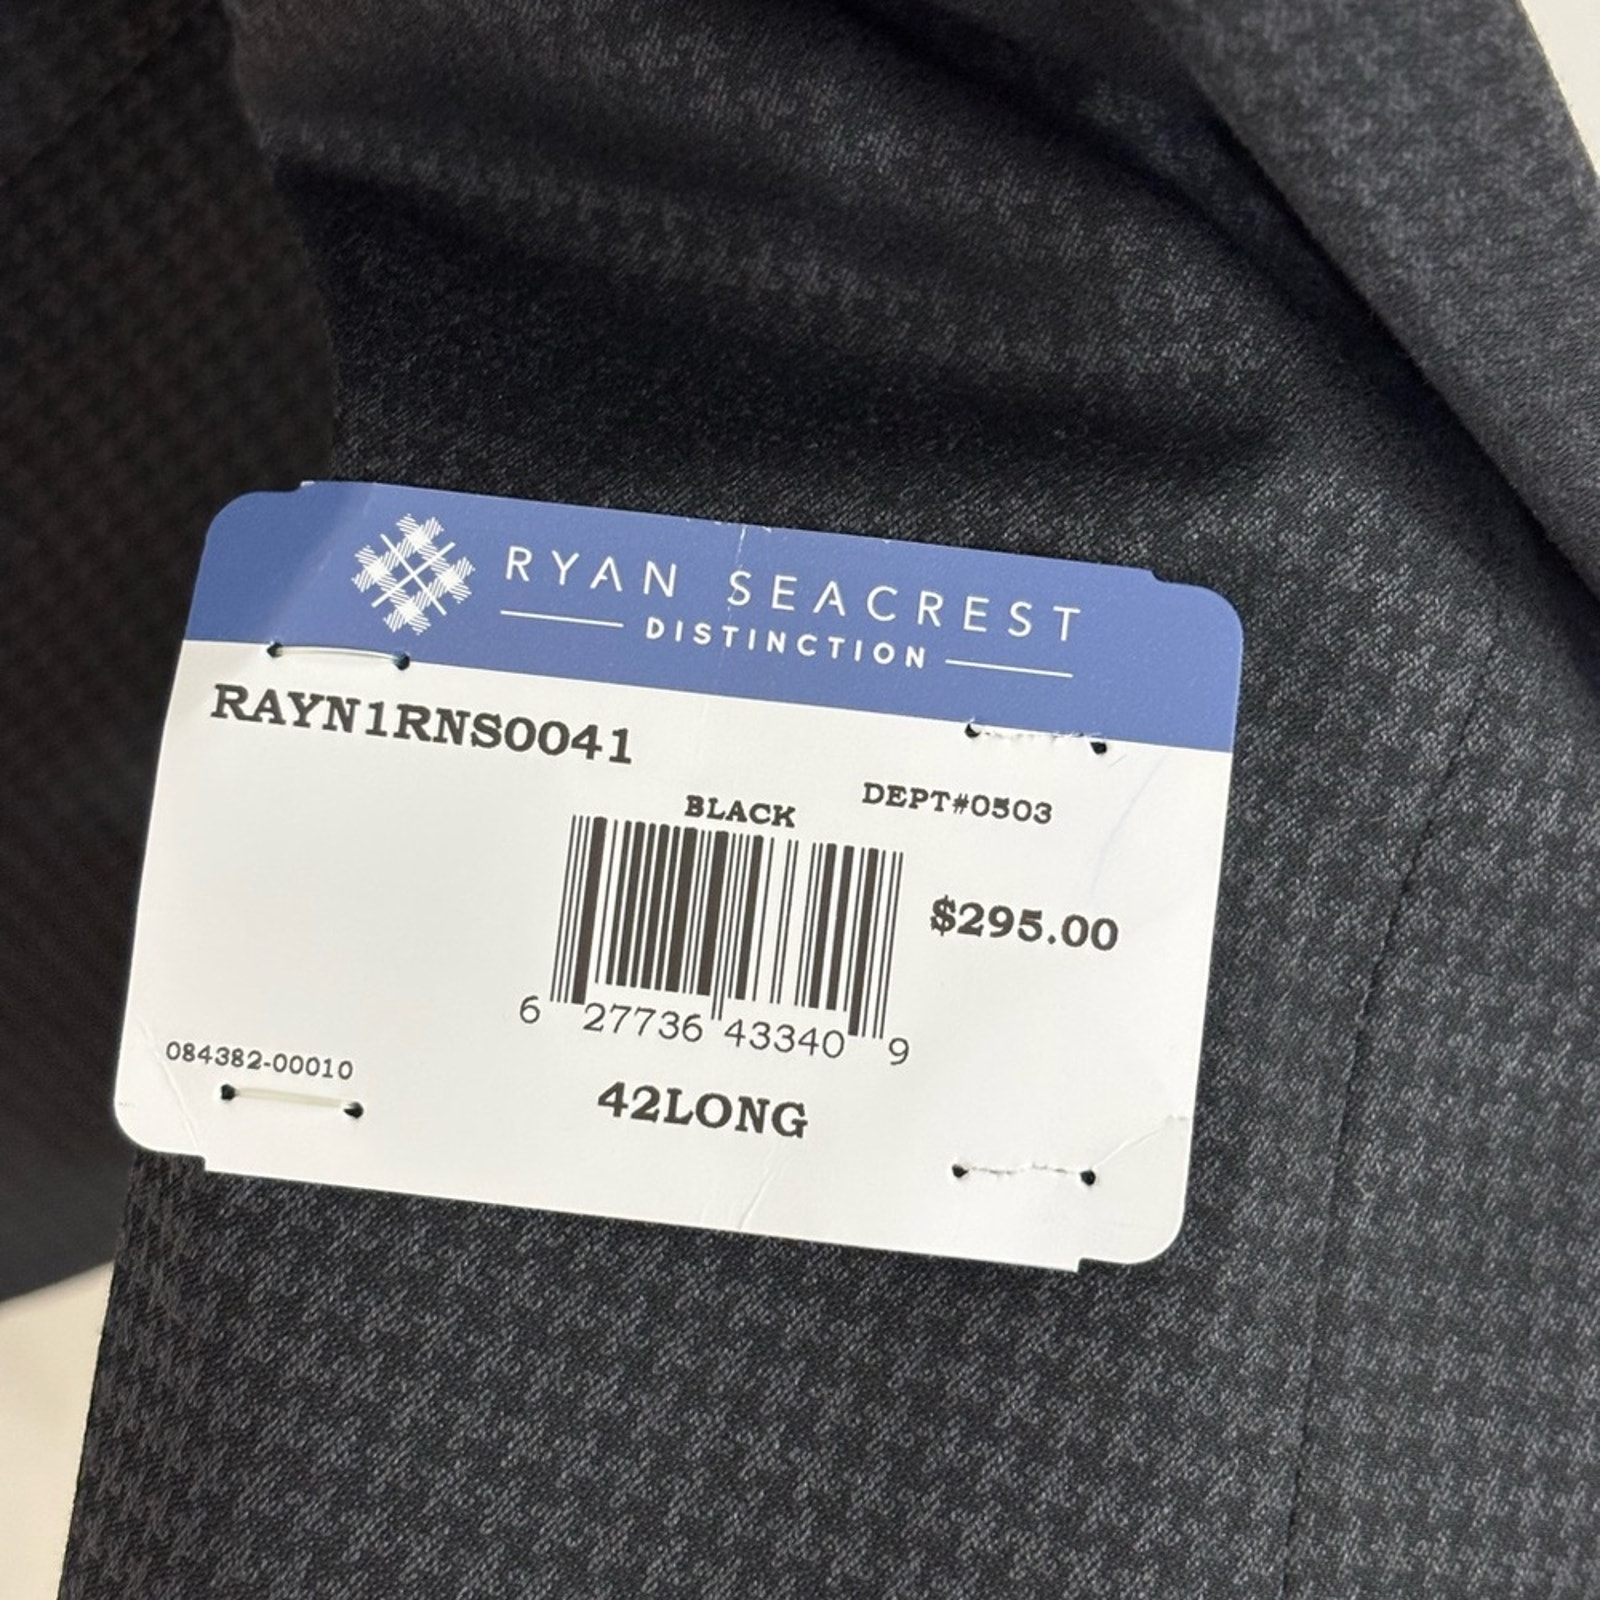 RYAN SEACREST
DISTINCTION
RAYN1RNS0041
BLACK
DEPT#0503
$295.00
6 27736 43340 9
084382-00010
42LONG